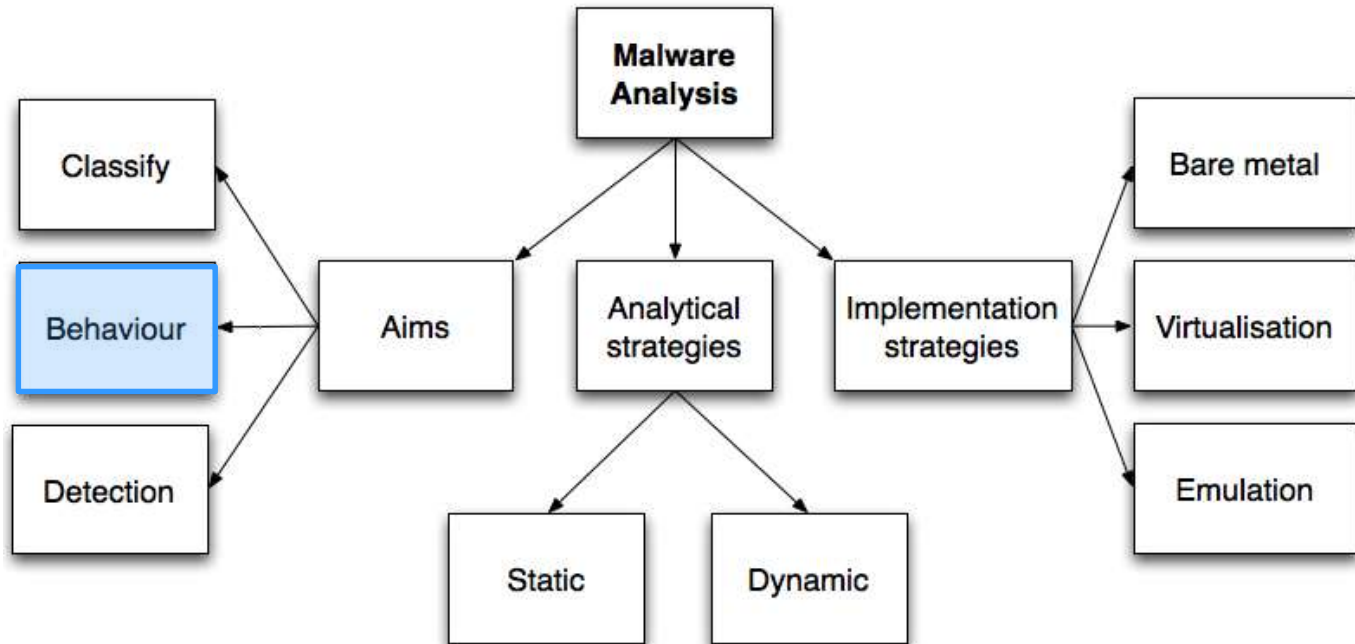 Malware
Analysis
Classify
Bare metal
Behaviour
Aims
Analytical
strategies
Implementation
strategies
Virtualisation
Detection
Emulation
Static
Dynamic